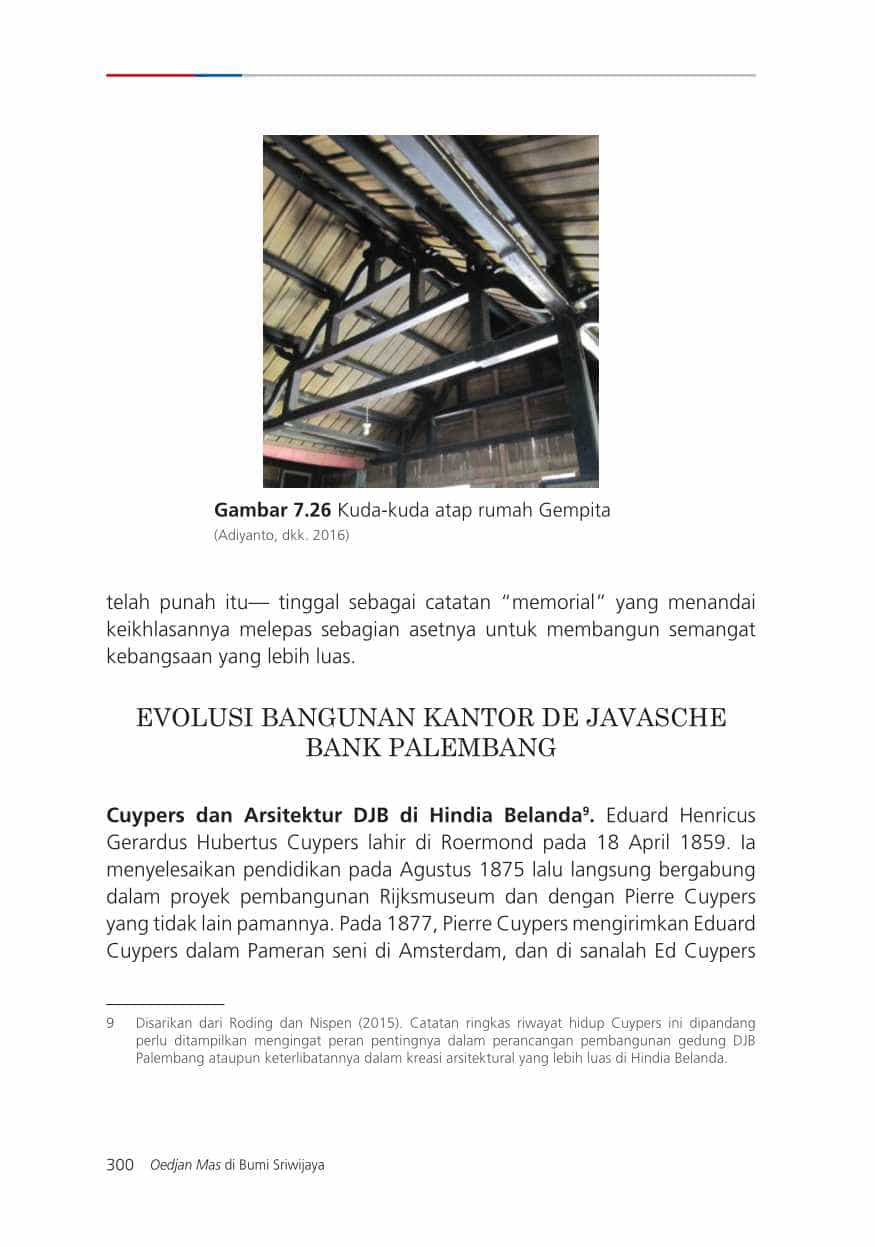 Gambar 7.26 Kuda-kuda atap rumah Gempita
(Adiyanto, dkk. 2016)
telah punah itu— tinggal sebagai catatan “memorial” yang menandai
keikhlasannya melepas sebagian asetnya untuk membangun semangat
kebangsaan yang lebih luas.
EVOLUSI BANGUNAN KANTOR DE JAVASCHE
BANK PALEMBANG
Cuypers dan Arsitektur DJB di Hindia Belanda⁹. Eduard Henricus
Gerardus Hubertus Cuypers lahir di Roermond pada 18 April 1859. Ia
menyelesaikan pendidikan pada Agustus 1875 lalu langsung bergabung
dalam proyek pembangunan Rijksmuseum dan dengan Pierre Cuypers
yang tidak lain pamannya. Pada 1877, Pierre Cuypers mengirimkan Eduard
Cuypers dalam Pameran seni di Amsterdam, dan di sanalah Ed Cuypers
9 Disarikan dari Roding dan Nispen (2015). Catatan ringkas riwayat hidup Cuypers ini dipandang
perlu ditampilkan mengingat peran pentingnya dalam perancangan pembangunan gedung DJB
Palembang ataupun keterlibatannya dalam kreasi arsitektural yang lebih luas di Hindia Belanda.
300 Oedjan Mas di Bumi Sriwijaya